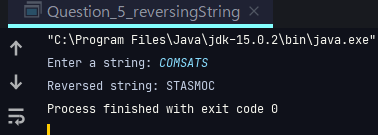 Question_5_reversingString ×
"C:\Program Files\Java\jdk-15.0.2\bin\java.exe"
Enter a string: COMSATS
Reversed string: STASMOC
Process finished with exit code 0